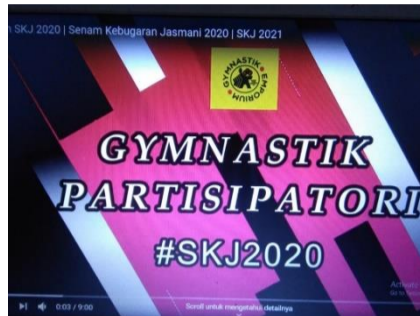 n SKJ 2020 | Senam Kebugaran Jasmani 2020 | SKJ 2021
GYMNASTIK EMPORIUM
GYMNASTIK
PARTISIPATORI
#SKJ2020
Activate
0:03 / 9:00
Scroll untuk mengetahui detailnya